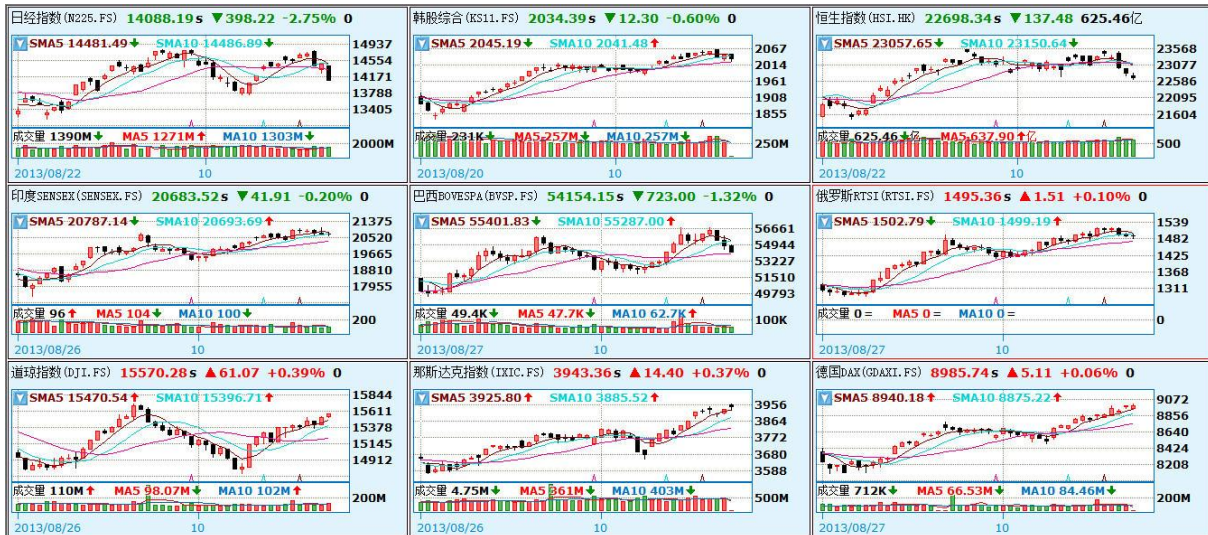 日经指数(N225.FS) 14088.19s ▼398.22 -2.75% 0
SMA5 14481.49↓ SMA10 14486.89↓
14937
14554
14171
13788
13405
成交量 1390M↓ MA5 1271M↑ MA10 1303M↓
2000M
2013/08/22 10
韩股综合(KS11.FS) 2034.39s ▼12.30 -0.60% 0
SMA5 2045.19↓ SMA10 2041.48↑
2067
2014
1961
1908
1855
成交量 231K↓ MA5 257M↓ MA10 257M↓
250M
2013/08/20 10
恒生指数(HSI.HK) 22698.34s ▼137.48 625.46亿
SMA5 23057.65↓ SMA10 23150.64↓
23568
23077
22586
22095
21604
成交量 625.46↓亿 MA5 637.90↑亿
500
2013/08/22 10
印度SENSEX(SENSEX.FS) 20683.52s ▼41.91 -0.20% 0
SMA5 20787.14↓ SMA10 20693.69↑
21375
20520
19665
18810
17955
成交量 96↑ MA5 104↓ MA10 100↓
200
2013/08/26 10
巴西BOVESPA(BVSP.FS) 54154.15s ▼723.00 -1.32% 0
SMA5 55401.83↓ SMA10 55287.00↑
56661
54944
53227
51510
49793
成交量 49.4K↓ MA5 47.7K↓ MA10 62.7K↑
100K
2013/08/27 10
俄罗斯RTSI(RTSI.FS) 1495.36s ▲1.51 +0.10% 0
SMA5 1502.79↓ SMA10 1499.19↑
1539
1482
1425
1368
1311
成交量 0= MA5 0= MA10 0=
0
2013/08/27 10
道琼指数(DJI.FS) 15570.28s ▲61.07 +0.39% 0
SMA5 15470.54↑ SMA10 15396.71↑
15844
15611
15378
15145
14912
成交量 110M↑ MA5 98.07M↓ MA10 102M↑
200M
2013/08/26 10
那斯达克指数(IXIC.FS) 3943.36s ▲14.40 +0.37% 0
SMA5 3925.80↑ SMA10 3885.52↑
3956
3864
3772
3680
3588
成交量 4.75M↓ MA5 361M↓ MA10 403M↓
500M
2013/08/26 10
德国DAX(GDAXI.FS) 8985.74s ▲5.11 +0.06% 0
SMA5 8940.18↑ SMA10 8875.22↑
9072
8856
8640
8424
8208
成交量 712K↓ MA5 66.53M↓ MA10 84.46M↓
200M
2013/08/27 10